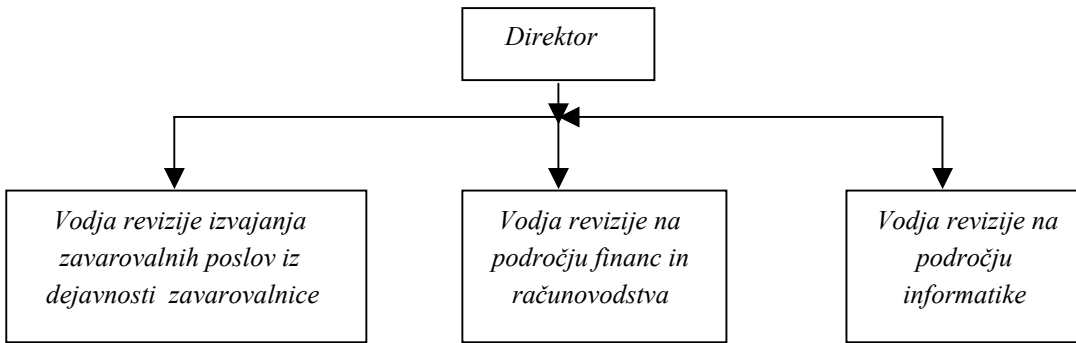 Direktor
Vodja revizije izvajanja
zavarovalnih poslov iz
dejavnosti zavarovalnice
Vodja revizije na
področju financ in
računovodstva
Vodja revizije na
področju
informatike